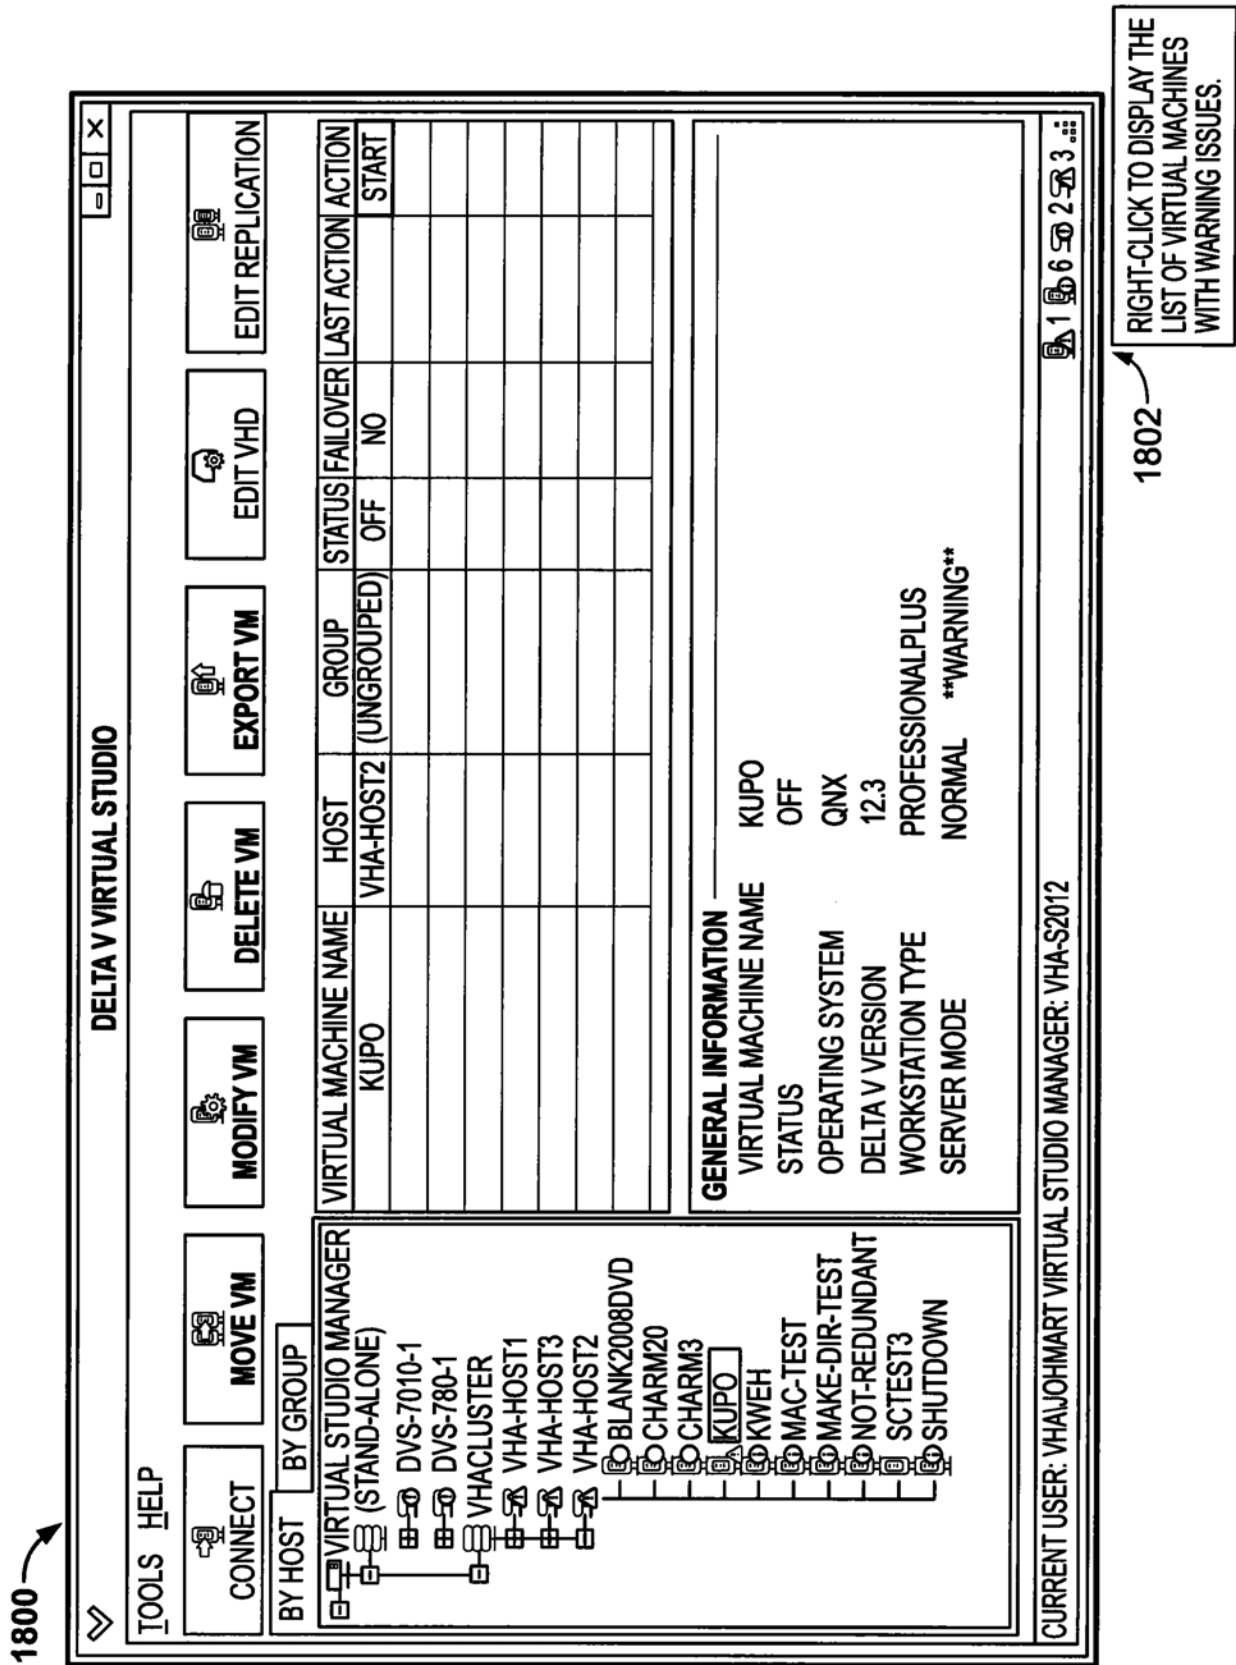 1800
DELTA V VIRTUAL STUDIO
TOOLS HELP
CONNECT
MOVE VM
MODIFY VM
DELETE VM
EXPORT VM
EDIT VHD
EDIT REPLICATION
BY HOST
BY GROUP
VIRTUAL STUDIO MANAGER
(STAND-ALONE)
DVS-7010-1
DVS-780-1
VHACLUSTER
VHA-HOST1
VHA-HOST3
VHA-HOST2
BLANK2008DVD
CHARM20
CHARM3
KUPO
KWEH
MAC-TEST
MAKE-DIR-TEST
NOT-REDUNDANT
SCTEST3
SHUTDOWN
VIRTUAL MACHINE NAME HOST GROUP STATUS FAILOVER LAST ACTION ACTION
KUPO VHA-HOST2 (UNGROUPED) OFF NO START
GENERAL INFORMATION
VIRTUAL MACHINE NAME KUPO
STATUS OFF
OPERATING SYSTEM QNX
DELTA V VERSION 12.3
WORKSTATION TYPE PROFESSIONALPLUS
SERVER MODE NORMAL **WARNING**
CURRENT USER: VHA\JOHMART VIRTUAL STUDIO MANAGER: VHA-S2012
1 6 2 3
1802
RIGHT-CLICK TO DISPLAY THE
LIST OF VIRTUAL MACHINES
WITH WARNING ISSUES.